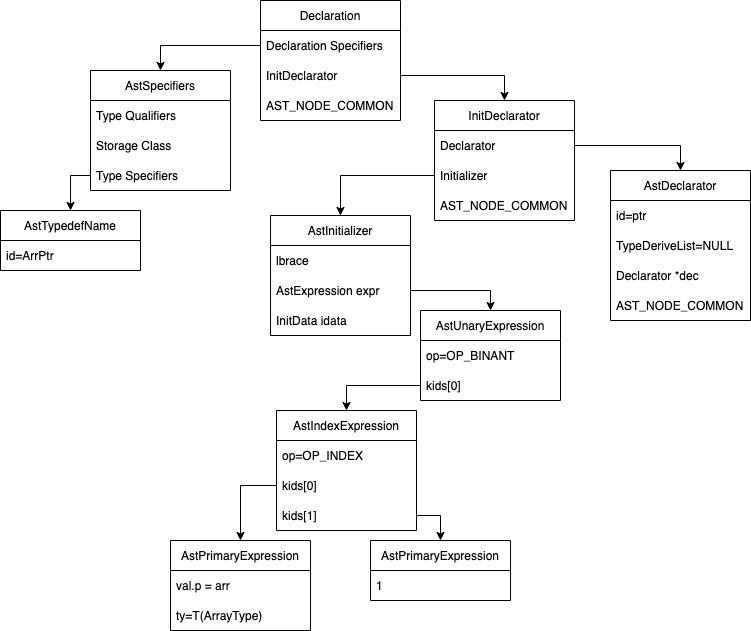 Declaration
Declaration Specifiers
InitDeclarator
AST_NODE_COMMON
AstSpecifiers
Type Qualifiers
Storage Class
Type Specifiers
InitDeclarator
Declarator
Initializer
AST_NODE_COMMON
AstDeclarator
id=ptr
TypeDeriveList=NULL
Declarator *dec
AST_NODE_COMMON
AstTypedefName
id=ArrPtr
AstInitializer
lbrace
AstExpression expr
InitData idata
AstUnaryExpression
op=OP_BINANT
kids[0]
AstIndexExpression
op=OP_INDEX
kids[0]
kids[1]
AstPrimaryExpression
val.p = arr
ty=T(ArrayType)
AstPrimaryExpression
1